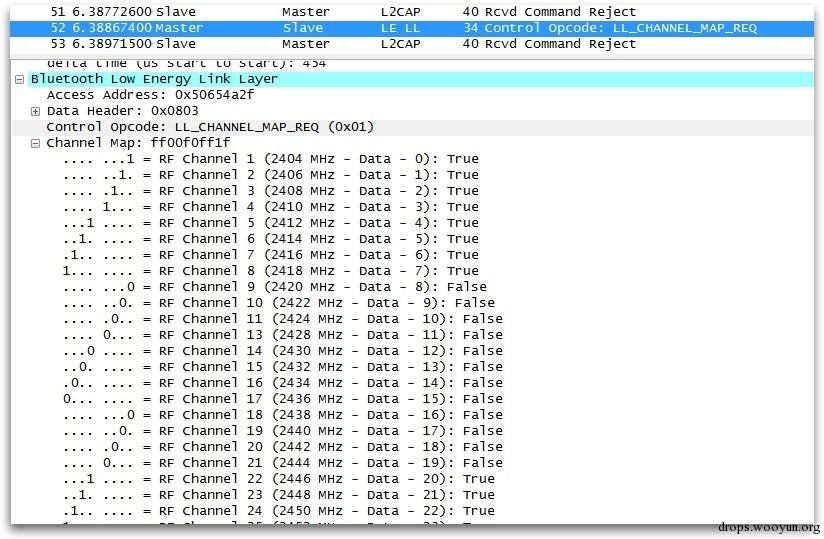 51 6.38772600 Slave Master L2CAP 40 Rcvd Command Reject
52 6.38867400 Master Slave LE LL 34 Control Opcode: LL_CHANNEL_MAP_REQ
53 6.38971500 Slave Master L2CAP 40 Rcvd Command Reject
delta time (us start to start): 454
Bluetooth Low Energy Link Layer
Access Address: 0x50654a2f
Data Header: 0x0803
Control Opcode: LL_CHANNEL_MAP_REQ (0x01)
Channel Map: ff00f0ff1f
.... ...1 = RF Channel 1 (2404 MHz - Data - 0): True
.... ..1. = RF Channel 2 (2406 MHz - Data - 1): True
.... .1.. = RF Channel 3 (2408 MHz - Data - 2): True
.... 1... = RF Channel 4 (2410 MHz - Data - 3): True
...1 .... = RF Channel 5 (2412 MHz - Data - 4): True
..1. .... = RF Channel 6 (2414 MHz - Data - 5): True
.1.. .... = RF Channel 7 (2416 MHz - Data - 6): True
1... .... = RF Channel 8 (2418 MHz - Data - 7): True
.... ...0 = RF Channel 9 (2420 MHz - Data - 8): False
.... ..0. = RF Channel 10 (2422 MHz - Data - 9): False
.... .0.. = RF Channel 11 (2424 MHz - Data - 10): False
.... 0... = RF Channel 13 (2428 MHz - Data - 11): False
...0 .... = RF Channel 14 (2430 MHz - Data - 12): False
..0. .... = RF Channel 15 (2432 MHz - Data - 13): False
.0.. .... = RF Channel 16 (2434 MHz - Data - 14): False
0... .... = RF Channel 17 (2436 MHz - Data - 15): False
.... ...0 = RF Channel 18 (2438 MHz - Data - 16): False
.... ..0. = RF Channel 19 (2440 MHz - Data - 17): False
.... .0.. = RF Channel 20 (2442 MHz - Data - 18): False
.... 0... = RF Channel 21 (2444 MHz - Data - 19): False
...1 .... = RF Channel 22 (2446 MHz - Data - 20): True
..1. .... = RF Channel 23 (2448 MHz - Data - 21): True
.1.. .... = RF Channel 24 (2450 MHz - Data - 22): True
drops.wooyun.org